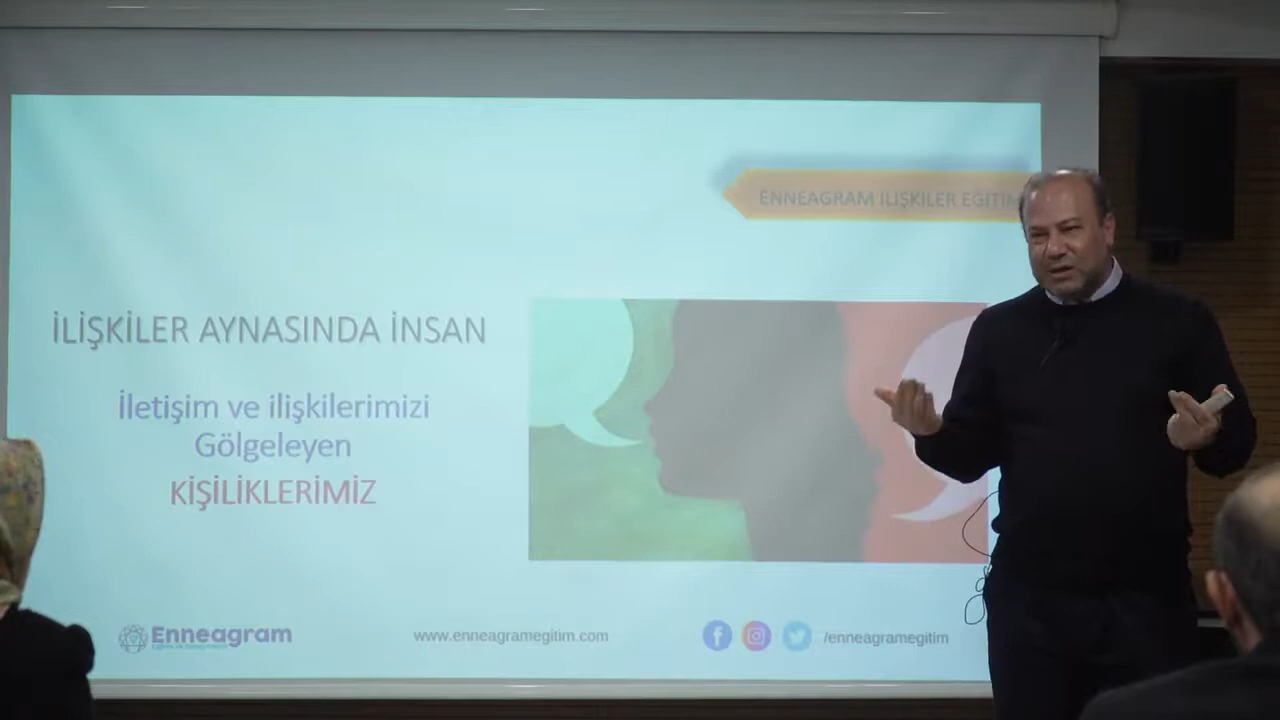 ENNEAGRAM İLİŞKİLER EĞİTİM
İLİŞKİLER AYNASINDA İNSAN
İletişim ve ilişkilerimizi
Gölgeleyen
KİŞİLİKLERİMİZ
Enneagram
www.enneagramegitim.com
/enneagramegitim